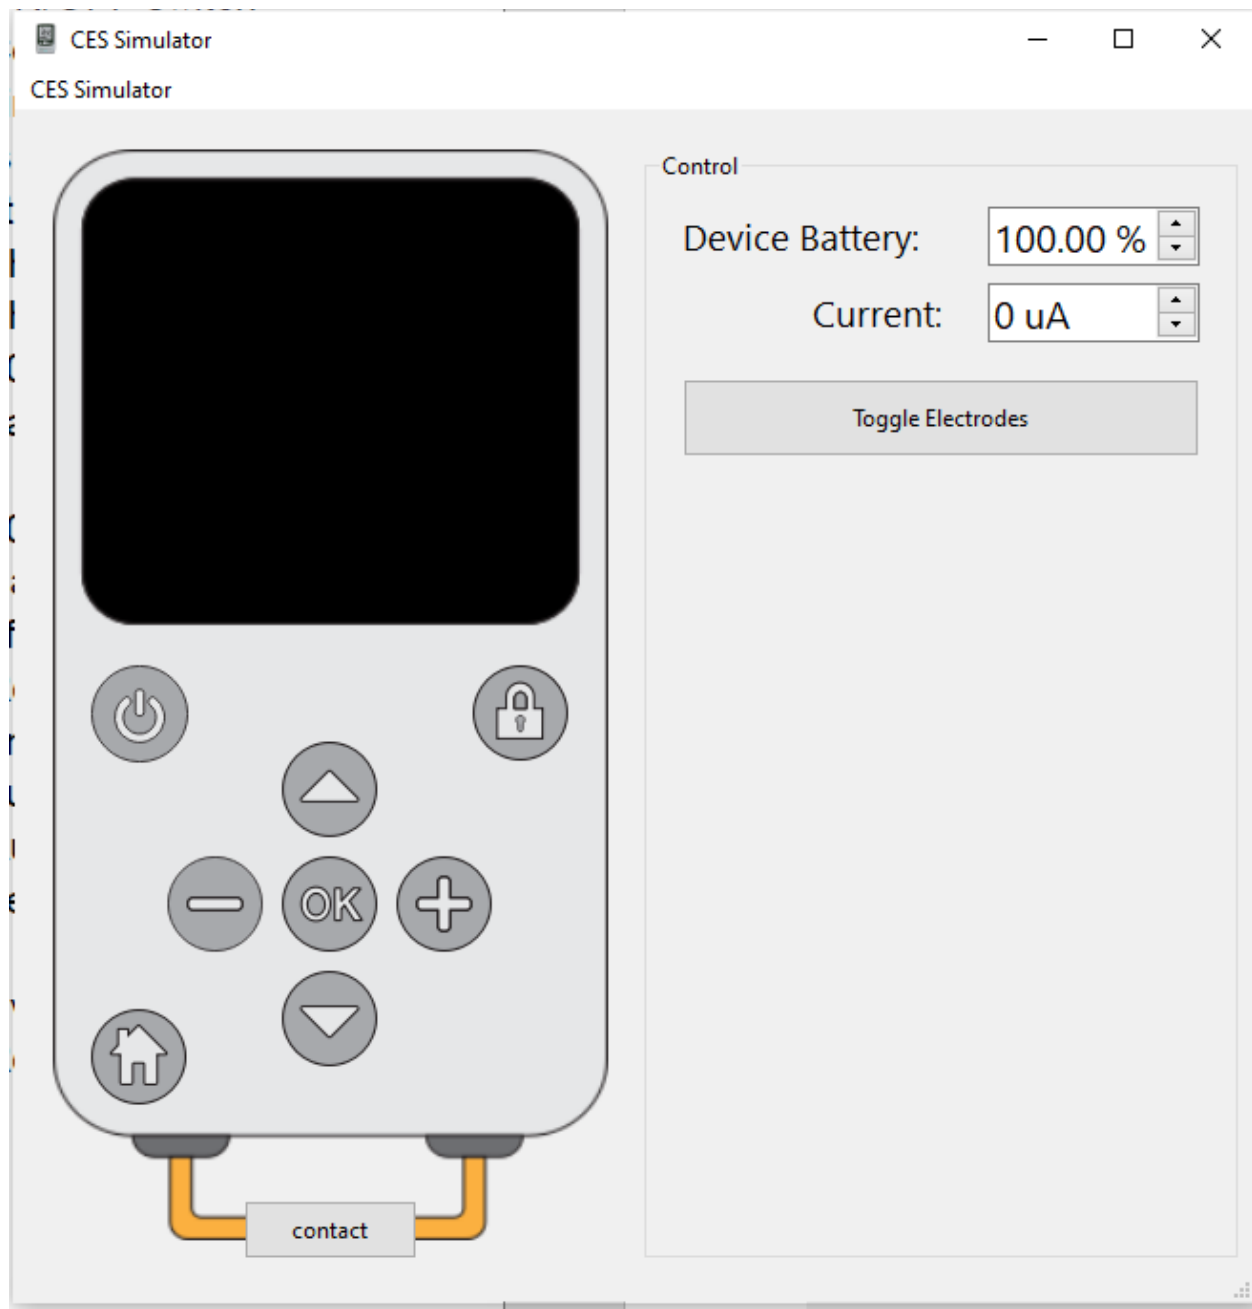 CES Simulator
CES Simulator
Control
Device Battery: 100.00 %
Current: 0 uA
Toggle Electrodes
OK
contact